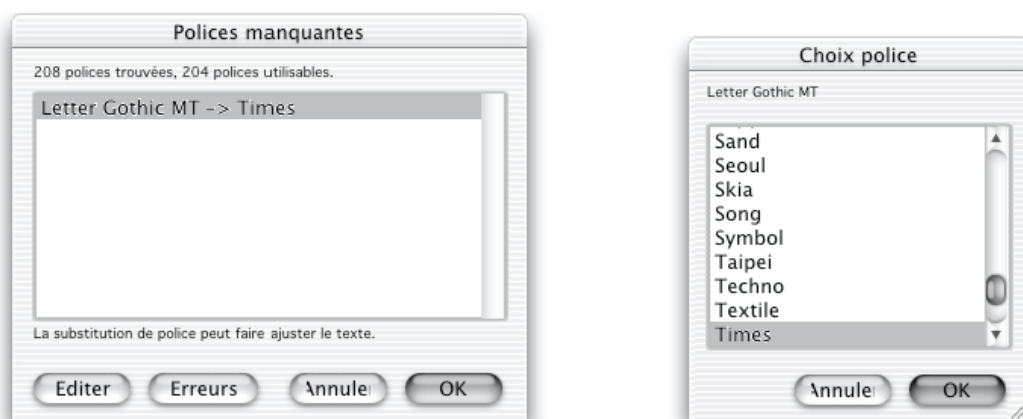 Polices manquantes
208 polices trouvées, 204 polices utilisables.
Letter Gothic MT -> Times
La substitution de police peut faire ajuster le texte.
Editer
Erreurs
Annuler
OK
Choix police
Letter Gothic MT
Sand
Seoul
Skia
Song
Symbol
Taipei
Techno
Textile
Times
Annuler
OK